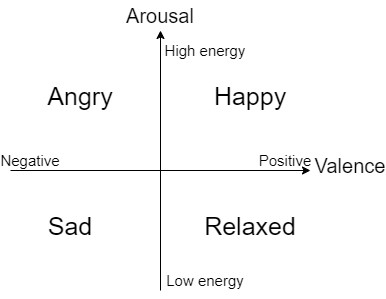 Arousal
High energy
Angry
Happy
Negative
Positive
Valence
Sad
Relaxed
Low energy